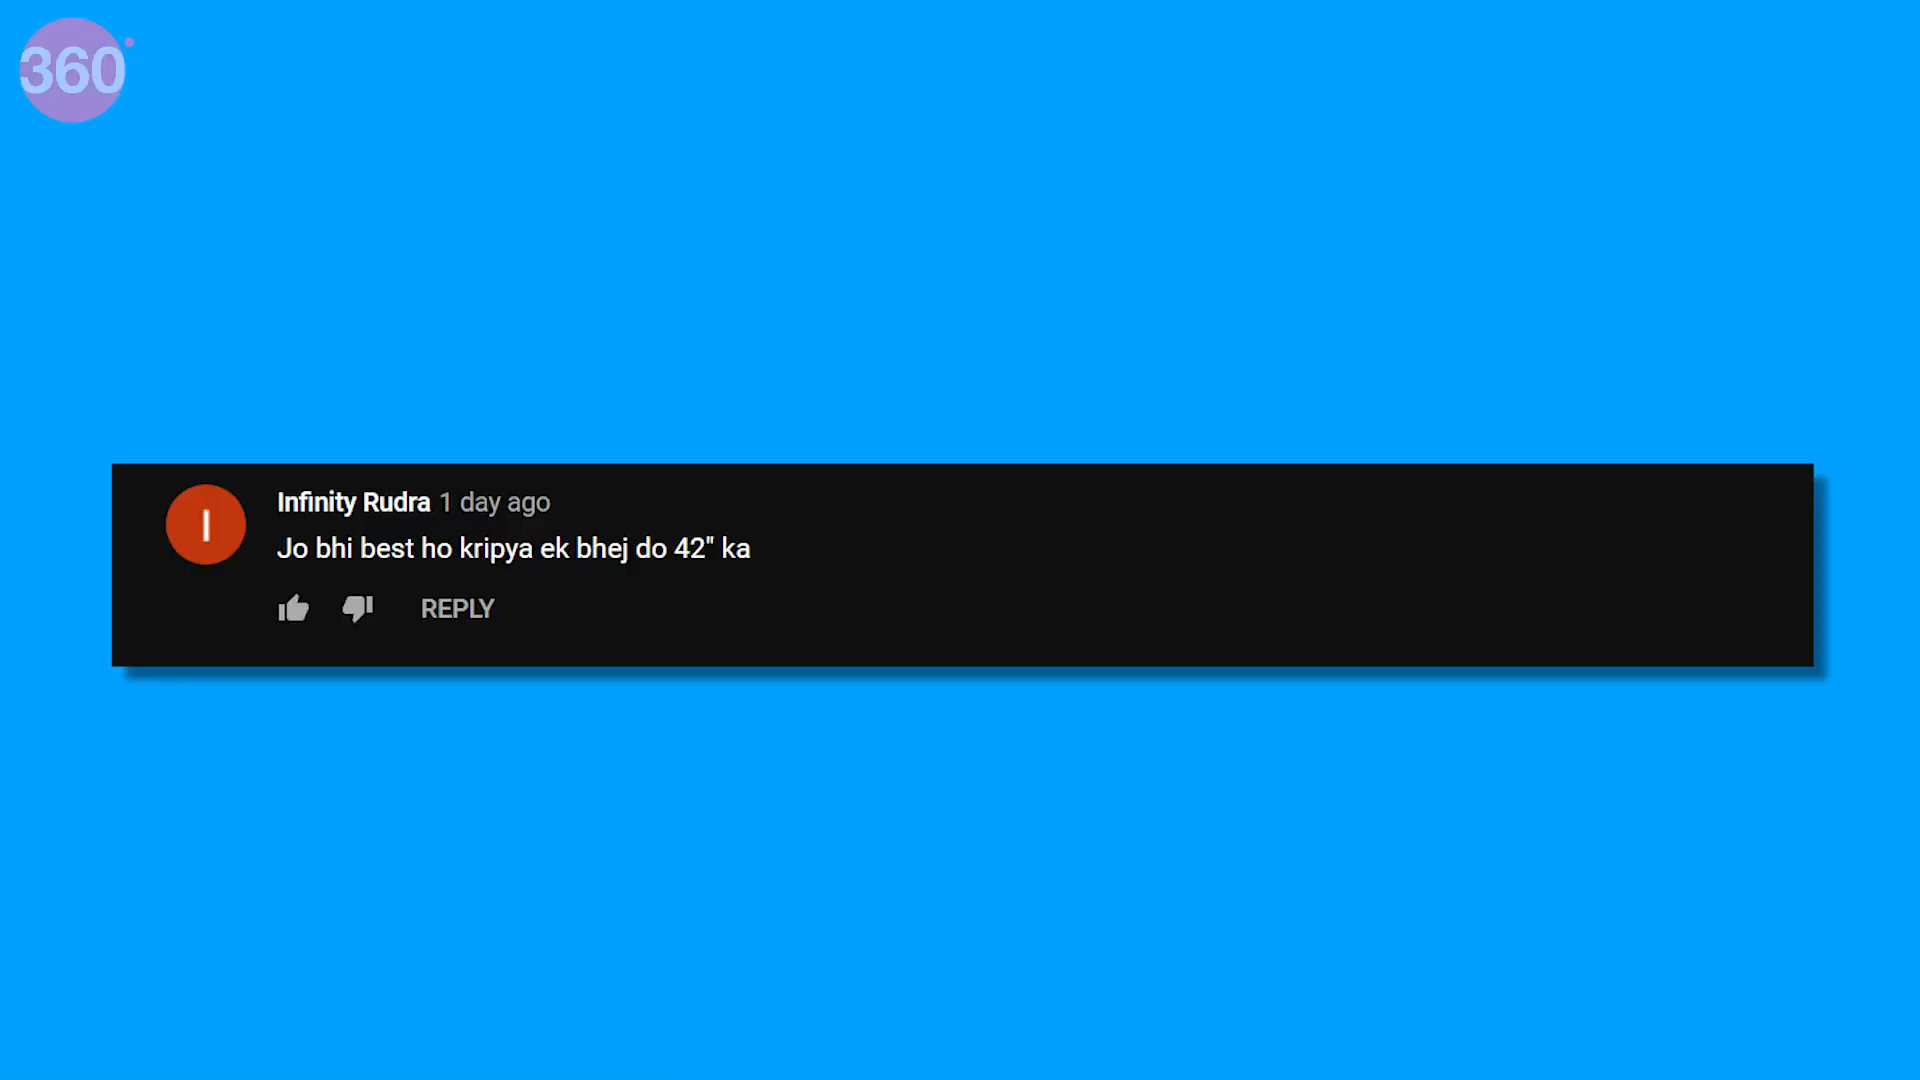 360
I
Infinity Rudra 1 day ago
Jo bhi best ho kripya ek bhej do 42" ka
REPLY